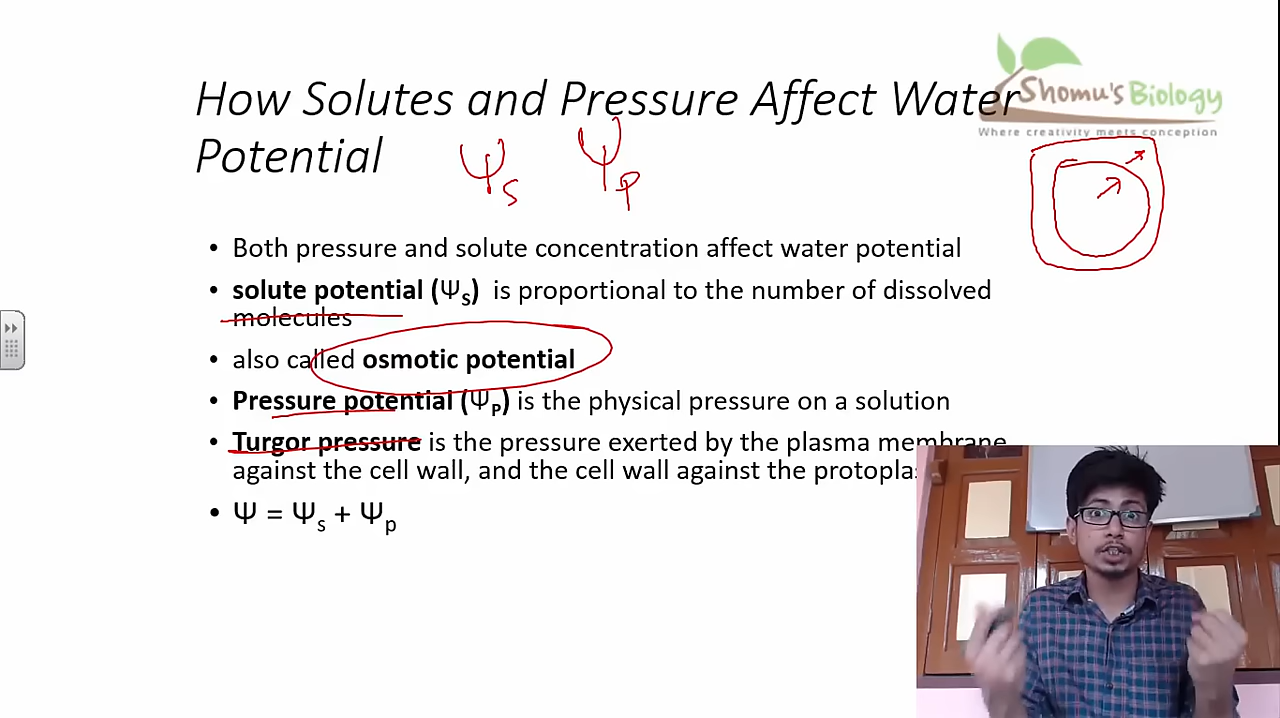 How Solutes and Pressure Affect Water
Potential
Shomu's Biology
Where creativity meets conception
Ψs Ψp
• Both pressure and solute concentration affect water potential
• solute potential (ΨS) is proportional to the number of dissolved
molecules
• also called osmotic potential
• Pressure potential (ΨP) is the physical pressure on a solution
• Turgor pressure is the pressure exerted by the plasma membrane
against the cell wall, and the cell wall against the
• Ψ = Ψs + Ψp